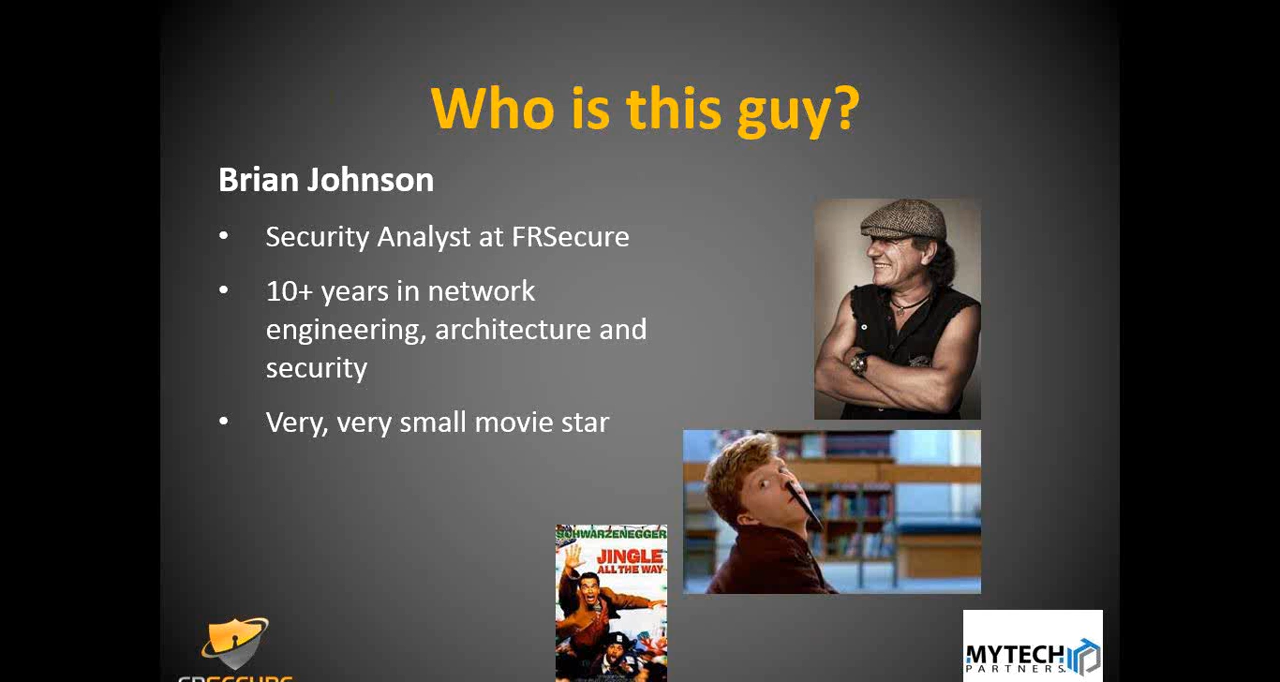 Who is this guy?
Brian Johnson
• Security Analyst at FRSecure
• 10+ years in network
engineering, architecture and
security
• Very, very small movie star
SCHWARZENEGGER
JINGLE
ALL THE WAY
FRSECURE
MYTECH
PARTNERS